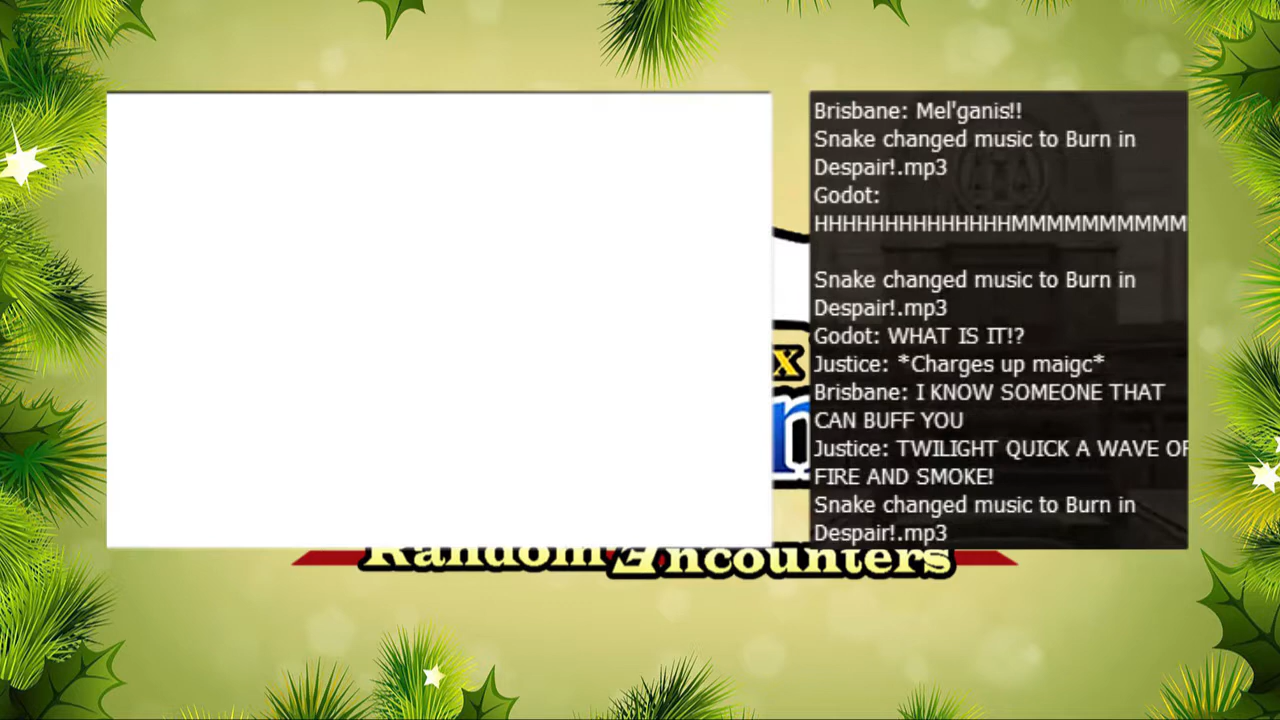 Brisbane: Mel'ganis!!
Snake changed music to Burn in
Despair!.mp3
Godot:
HHHHHHHHHHHHHHMMMMMMMMMMM
Snake changed music to Burn in
Despair!.mp3
Godot: WHAT IS IT!?
Justice: *Charges up maigc*
Brisbane: I KNOW SOMEONE THAT
CAN BUFF YOU
Justice: TWILIGHT QUICK A WAVE OF
FIRE AND SMOKE!
Snake changed music to Burn in
Despair!.mp3
x
n
Random Encounters